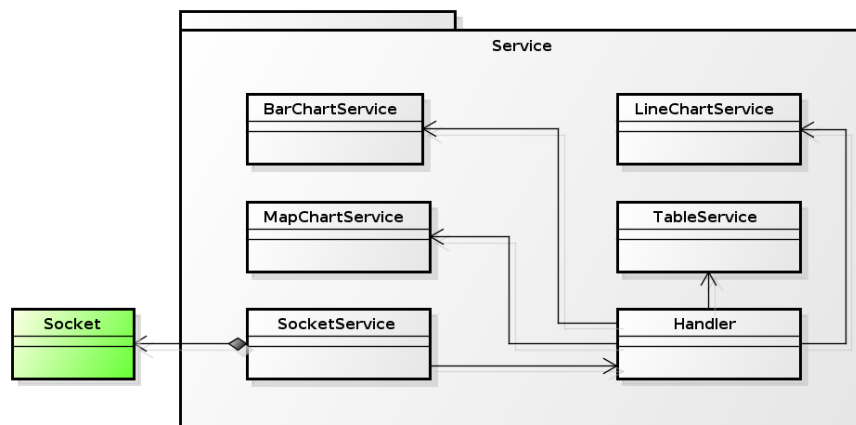 Service
BarChartService
LineChartService
MapChartService
TableService
Socket
SocketService
Handler